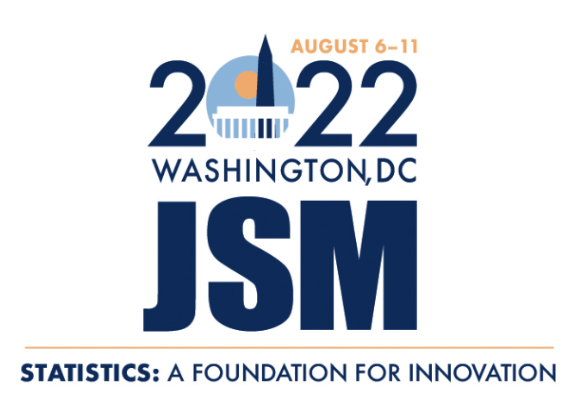 AUGUST 6–11
2022
WASHINGTON, DC
JSM
STATISTICS: A FOUNDATION FOR INNOVATION